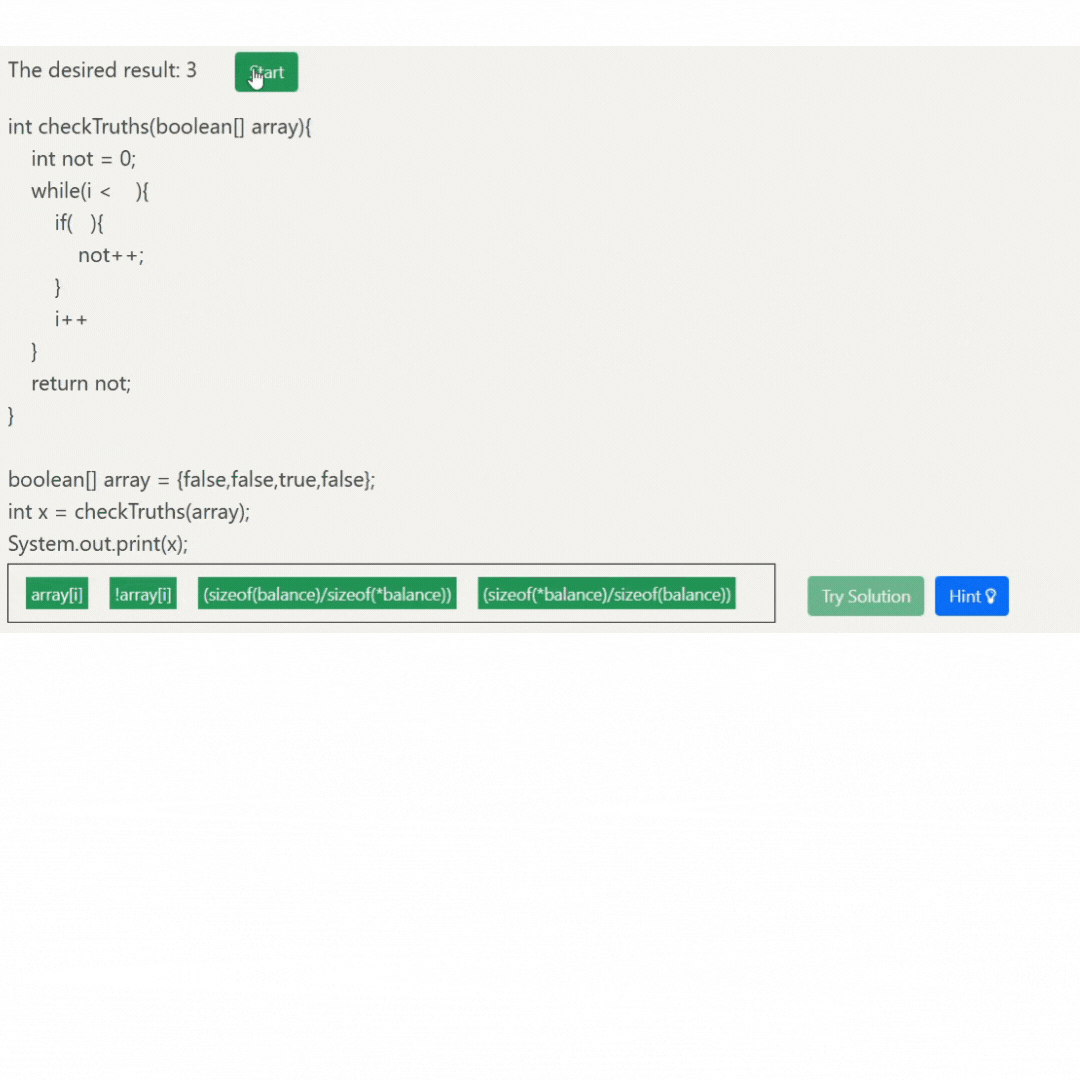 The desired result: 3 Start
int checkTruths(boolean[] array){
int not = 0;
while(i < ){
if( ){
not++;
}
i++
}
return not;
}
boolean[] array = {false,false,true,false};
int x = checkTruths(array);
System.out.print(x);
array[i] !array[i] (sizeof(balance)/sizeof(*balance)) (sizeof(*balance)/sizeof(balance)) Try Solution Hint